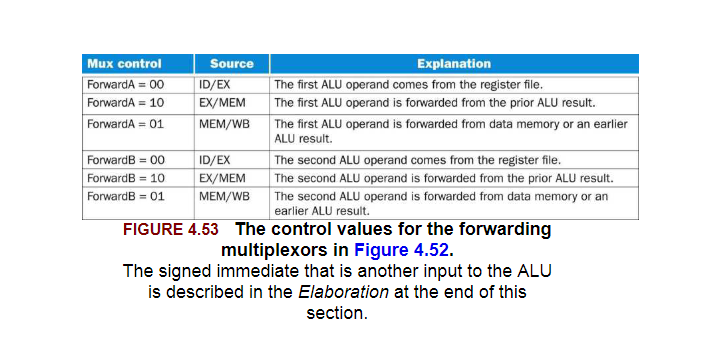 Mux control Source Explanation
ForwardA = 00 ID/EX The first ALU operand comes from the register file.
ForwardA = 10 EX/MEM The first ALU operand is forwarded from the prior ALU result.
ForwardA = 01 MEM/WB The first ALU operand is forwarded from data memory or an earlier
ALU result.
ForwardB = 00 ID/EX The second ALU operand comes from the register file.
ForwardB = 10 EX/MEM The second ALU operand is forwarded from the prior ALU result.
ForwardB = 01 MEM/WB The second ALU operand is forwarded from data memory or an
earlier ALU result.
FIGURE 4.53 The control values for the forwarding
multiplexors in Figure 4.52.
The signed immediate that is another input to the ALU
is described in the Elaboration at the end of this
section.